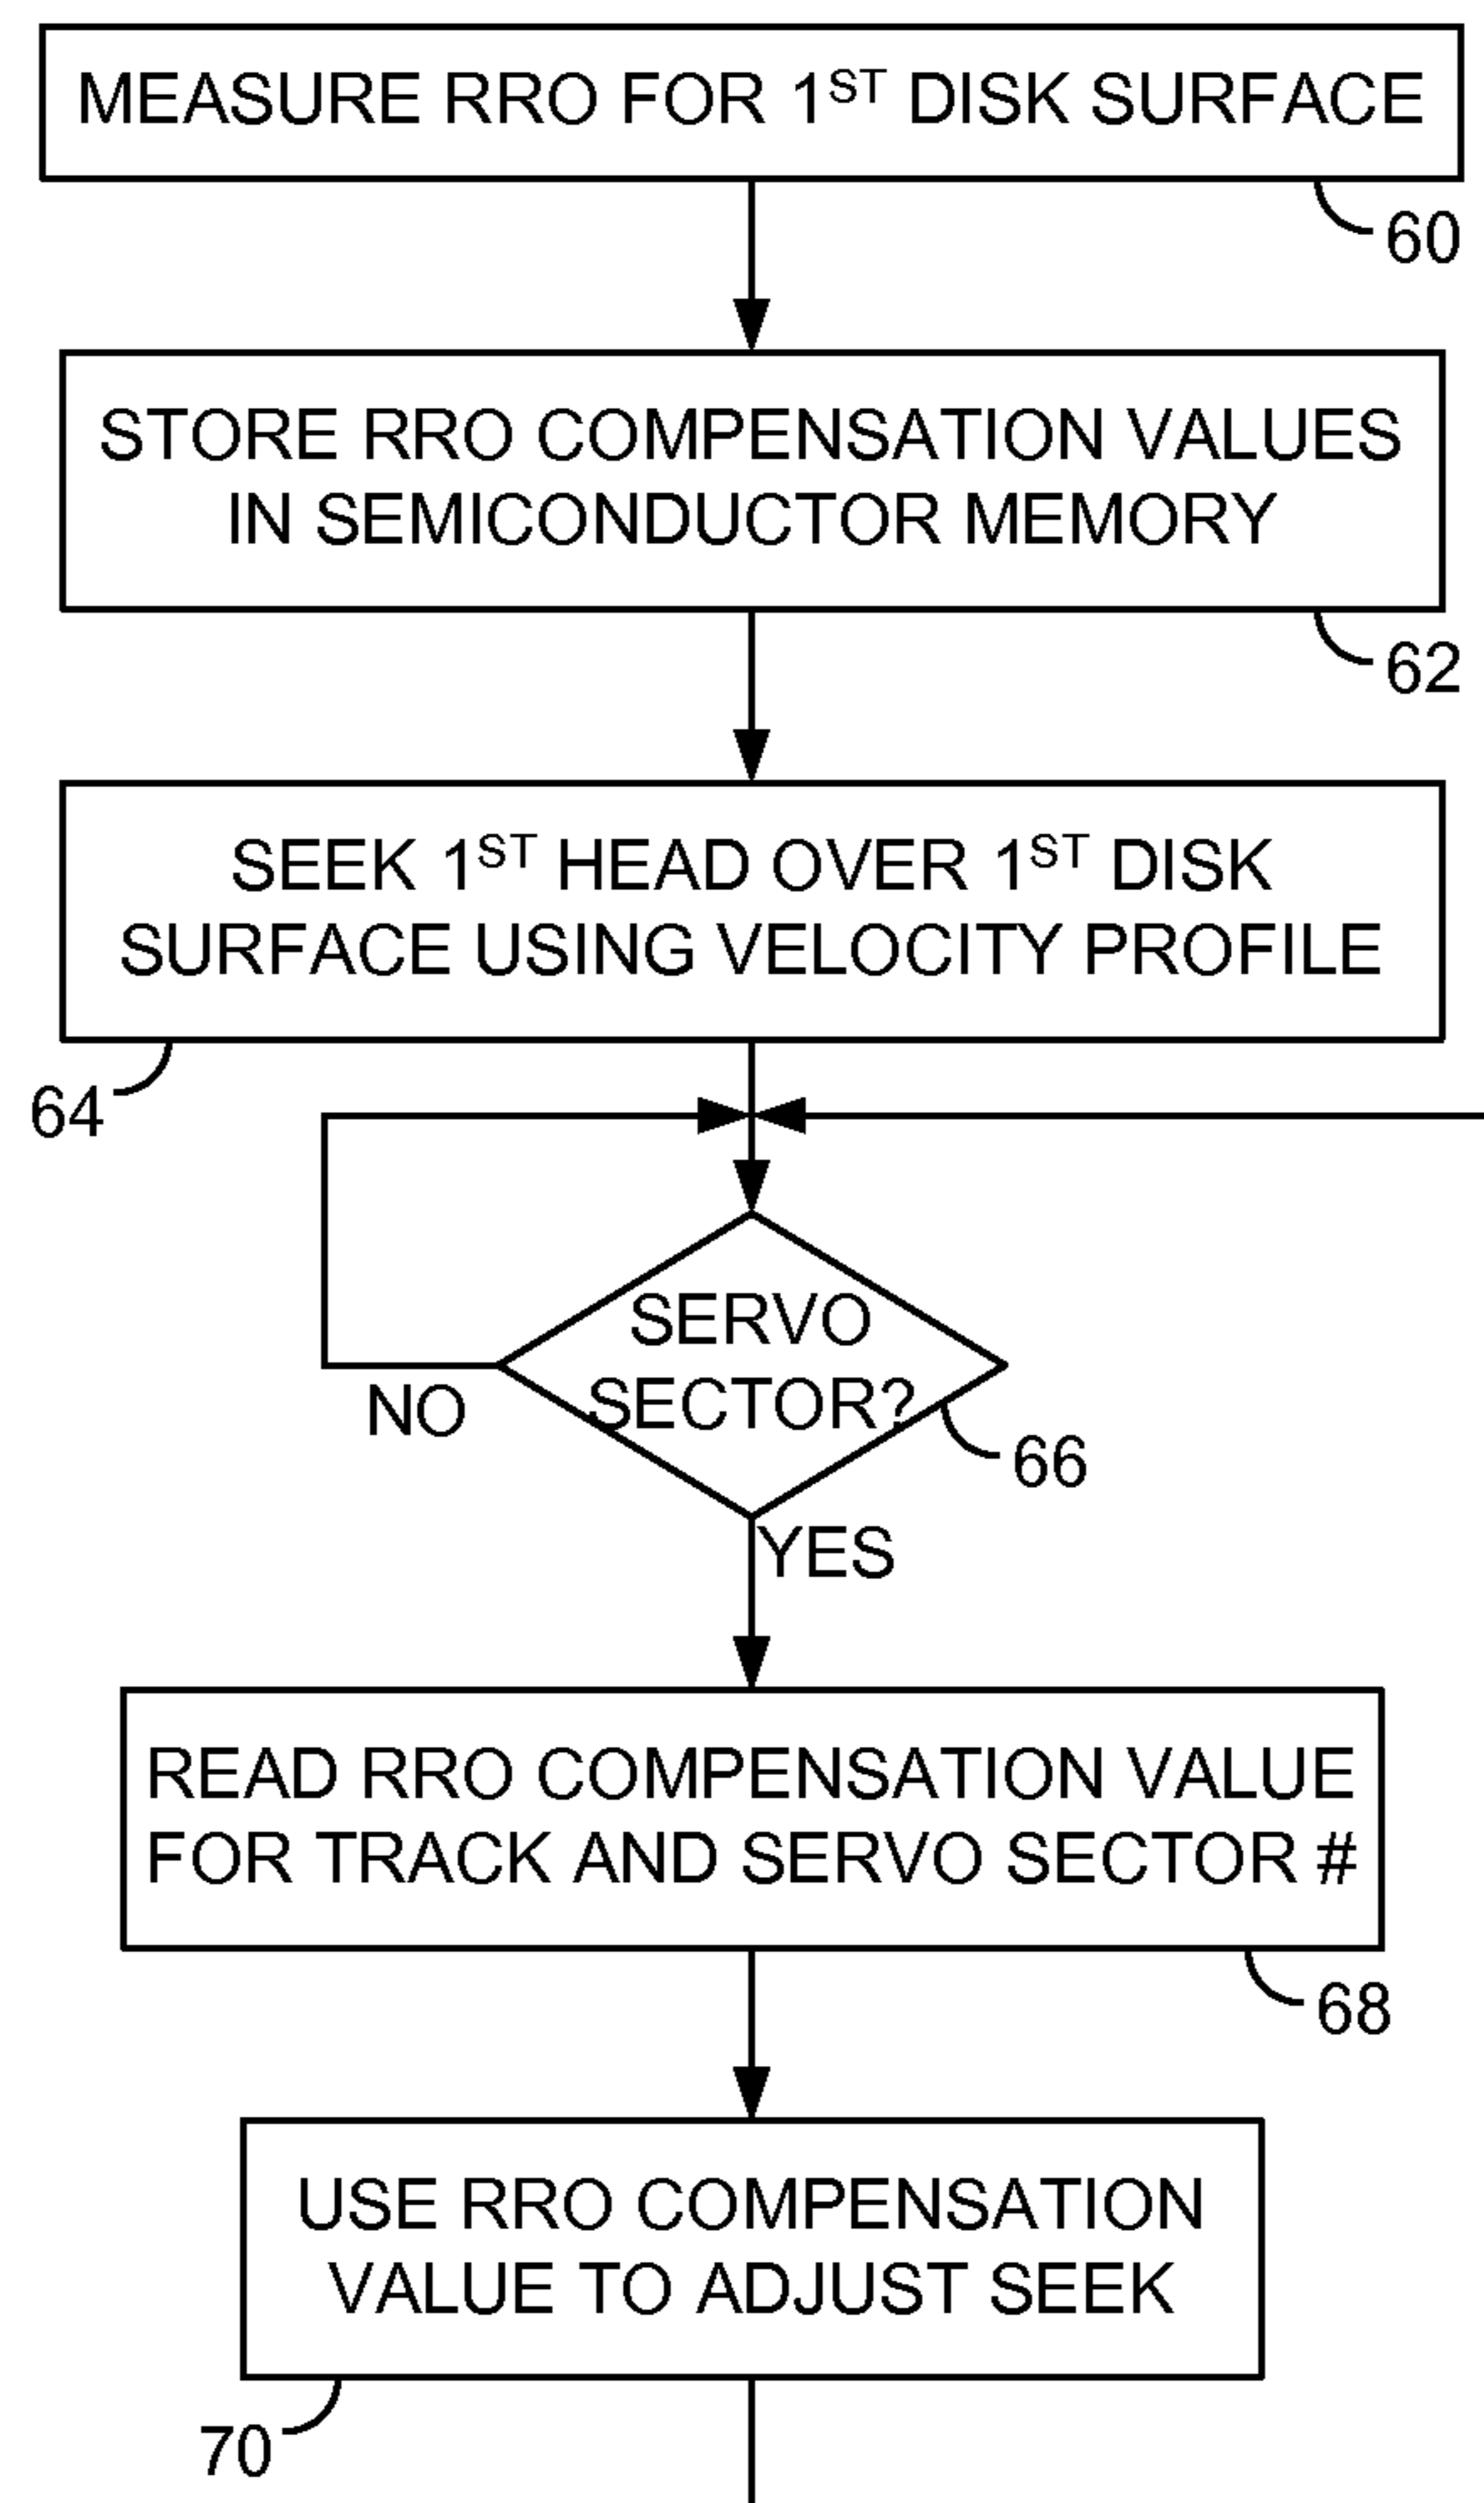 MEASURE RRO FOR 1ST DISK SURFACE
60
STORE RRO COMPENSATION VALUES
IN SEMICONDUCTOR MEMORY
62
SEEK 1ST HEAD OVER 1ST DISK
SURFACE USING VELOCITY PROFILE
64
SERVO
SECTOR?
NO
66
YES
READ RRO COMPENSATION VALUE
FOR TRACK AND SERVO SECTOR #
68
USE RRO COMPENSATION
VALUE TO ADJUST SEEK
70